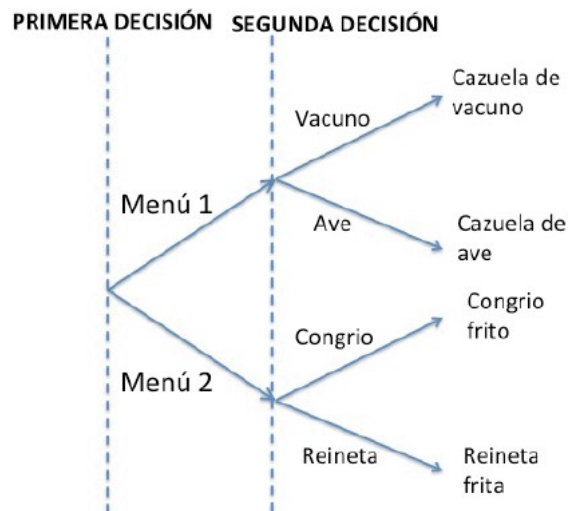 PRIMERA DECISIÓN SEGUNDA DECISIÓN
Vacuno
Cazuela de
vacuno
Menú 1
Ave
Cazuela de
ave
Congrio
Congrio
frito
Menú 2
Reineta
Reineta
frita